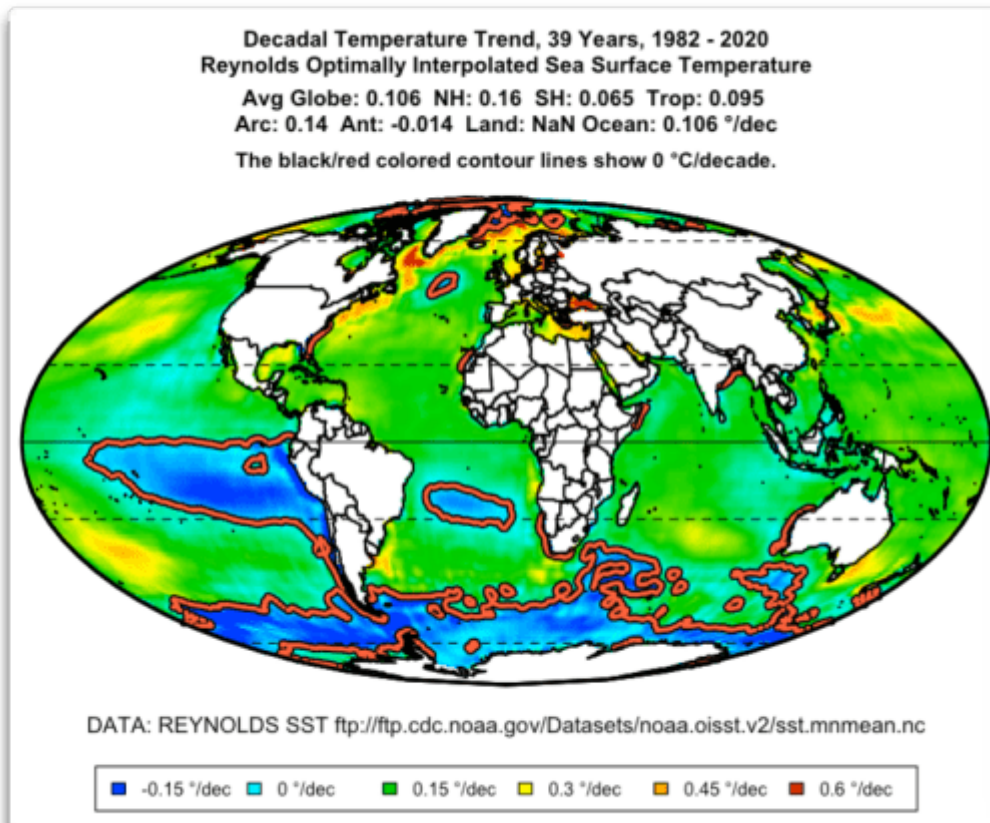 Decadal Temperature Trend, 39 Years, 1982 - 2020
Reynolds Optimally Interpolated Sea Surface Temperature
Avg Globe: 0.106 NH: 0.16 SH: 0.065 Trop: 0.095
Arc: 0.14 Ant: -0.014 Land: NaN Ocean: 0.106 °/dec
The black/red colored contour lines show 0 °C/decade.
DATA: REYNOLDS SST ftp://ftp.cdc.noaa.gov/Datasets/noaa.oisst.v2/sst.mnmean.nc
-0.15 °/dec 0 °/dec 0.15 °/dec 0.3 °/dec 0.45 °/dec 0.6 °/dec